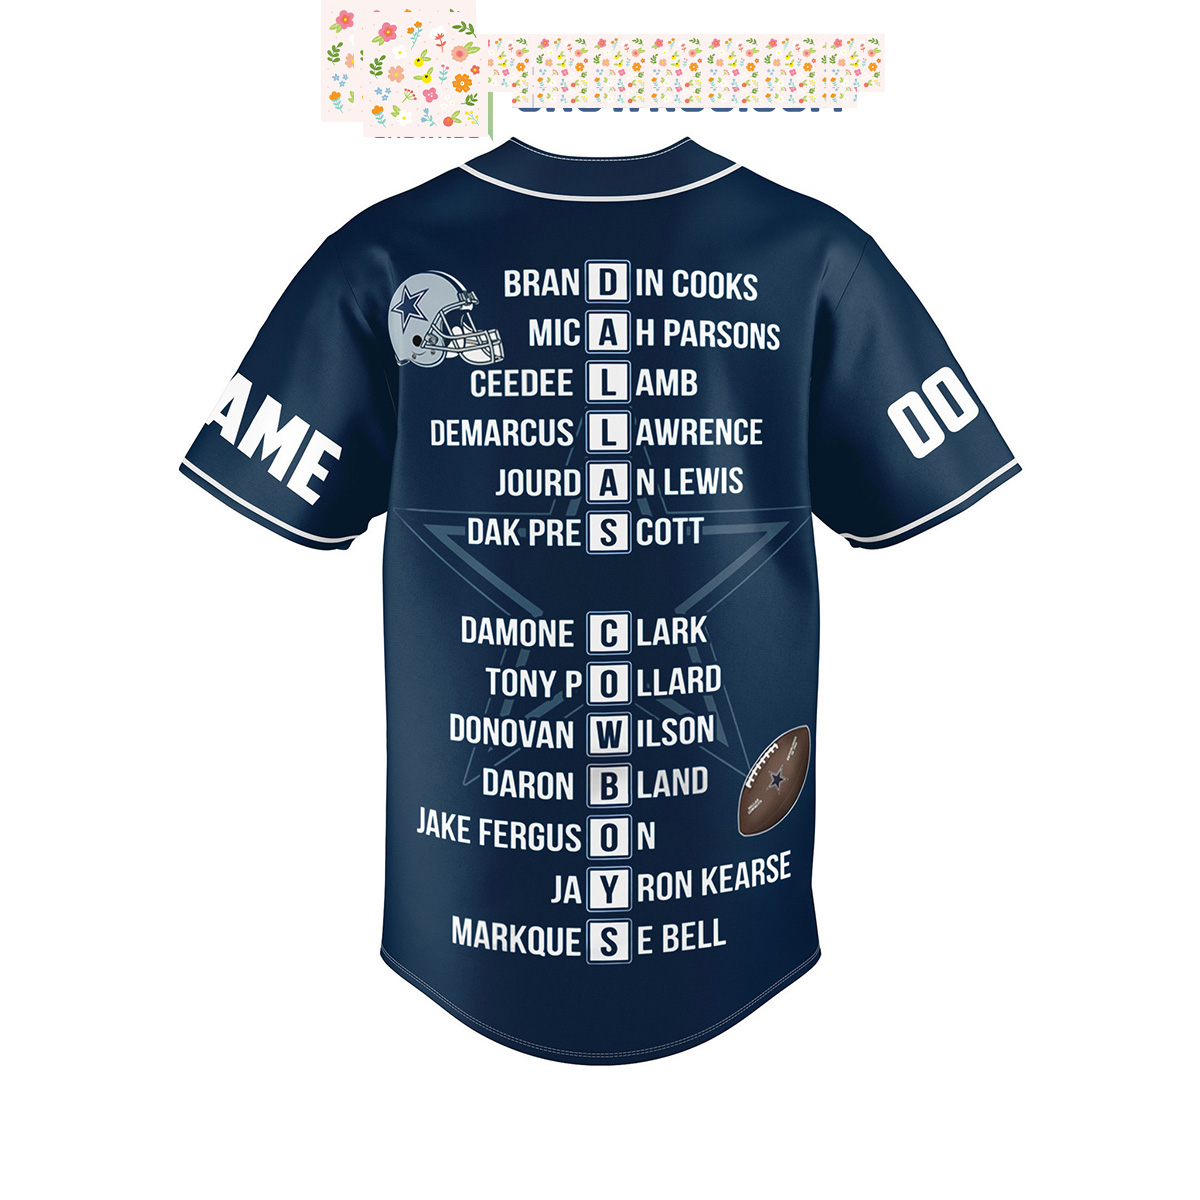 BRANDIN COOKS
MICAH PARSONS
CEEDEE LAMB
DEMARCUS LAWRENCE
JOURDAN LEWIS
DAK PRESCOTT
AME
00
DAMONE CLARK
TONY POLLARD
DONOVAN WILSON
DARON BLAND
JAKE FERGUSON
JAYRON KEARSE
MARKQUESE BELL